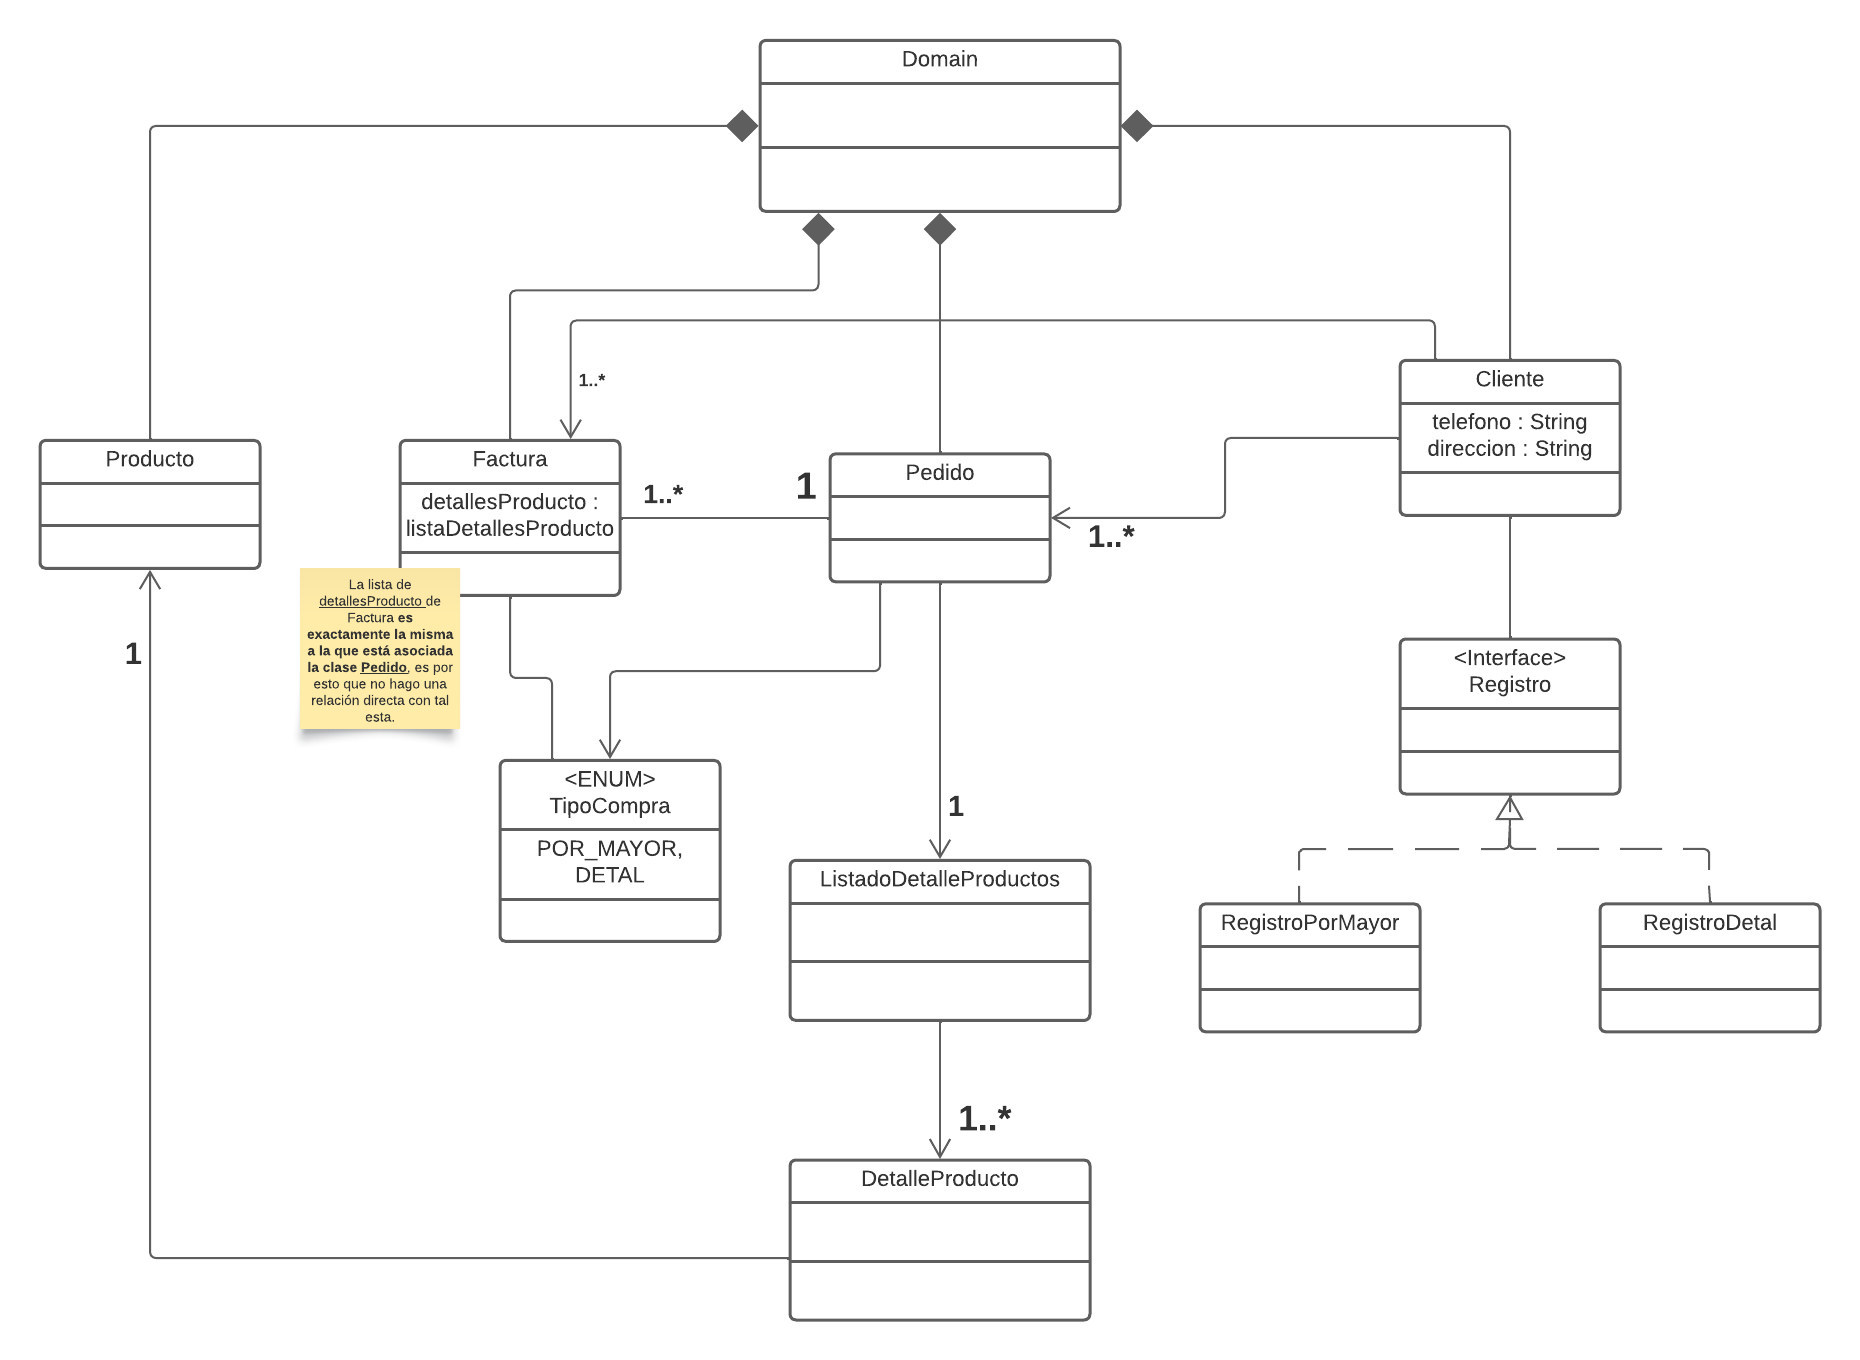 Domain
1..*
Cliente
telefono : String
direccion : String
Producto
Factura
detallesProducto :
listaDetallesProducto
1..*
1
Pedido
1..*
La lista de
detallesProducto de
Factura es
exactamente la misma
a la que está asociada
la clase Pedido, es por
esto que no hago una
relación directa con tal
esta.
1
<Interface>
Registro
<ENUM>
TipoCompra
POR_MAYOR,
DETAL
1
ListadoDetalleProductos
RegistroPorMayor
RegistroDetal
1..*
DetalleProducto